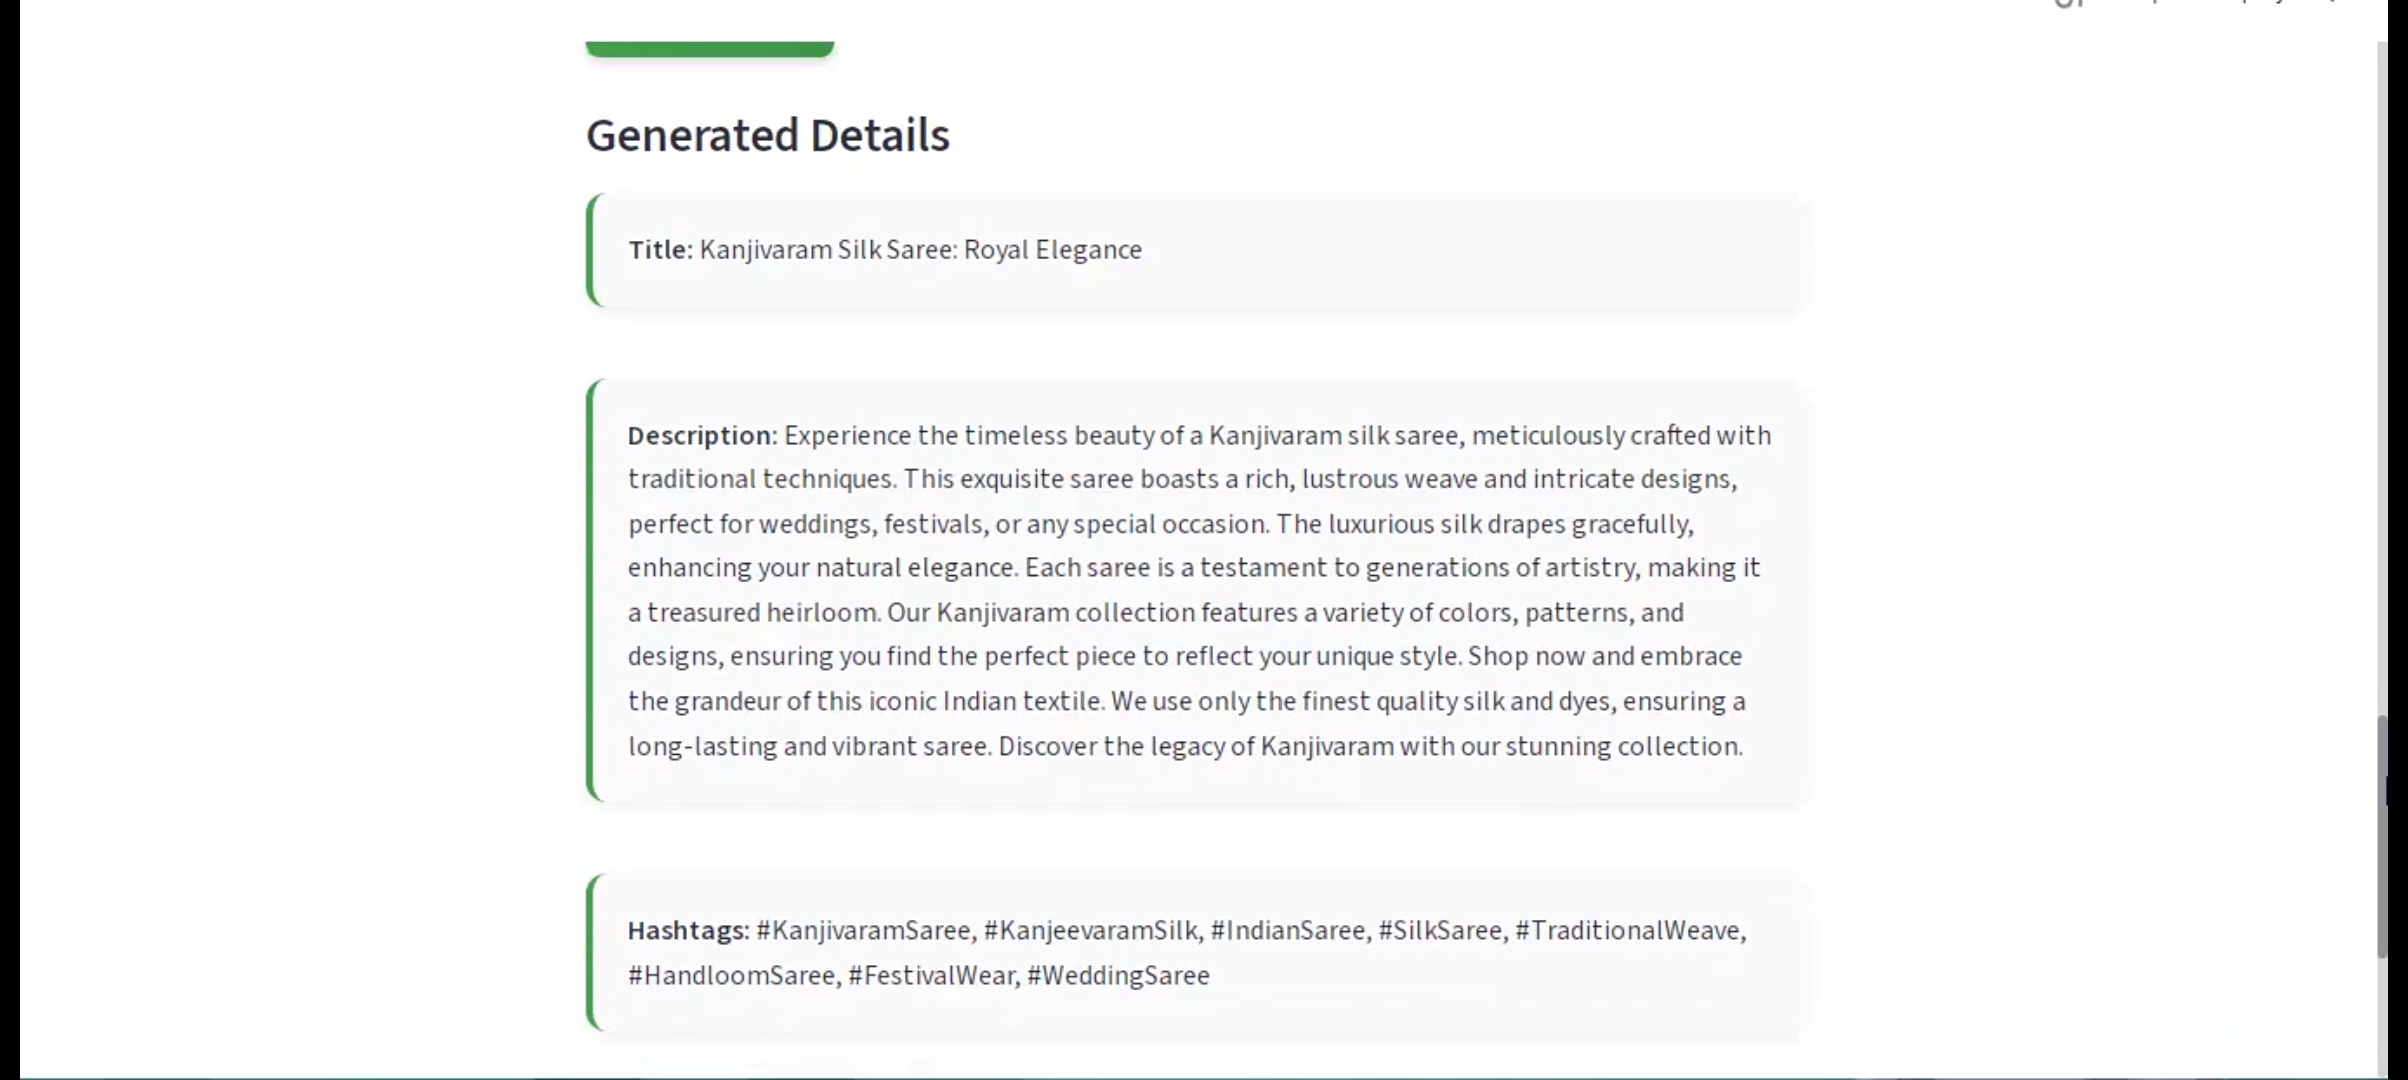 Generated Details
Title: Kanjivaram Silk Saree: Royal Elegance
Description: Experience the timeless beauty of a Kanjivaram silk saree, meticulously crafted with
traditional techniques. This exquisite saree boasts a rich, lustrous weave and intricate designs,
perfect for weddings, festivals, or any special occasion. The luxurious silk drapes gracefully,
enhancing your natural elegance. Each saree is a testament to generations of artistry, making it
a treasured heirloom. Our Kanjivaram collection features a variety of colors, patterns, and
designs, ensuring you find the perfect piece to reflect your unique style. Shop now and embrace
the grandeur of this iconic Indian textile. We use only the finest quality silk and dyes, ensuring a
long-lasting and vibrant saree. Discover the legacy of Kanjivaram with our stunning collection.
Hashtags: #KanjivaramSaree, #KanjeevaramSilk, #IndianSaree, #SilkSaree, #TraditionalWeave,
#HandloomSaree, #FestivalWear, #WeddingSaree